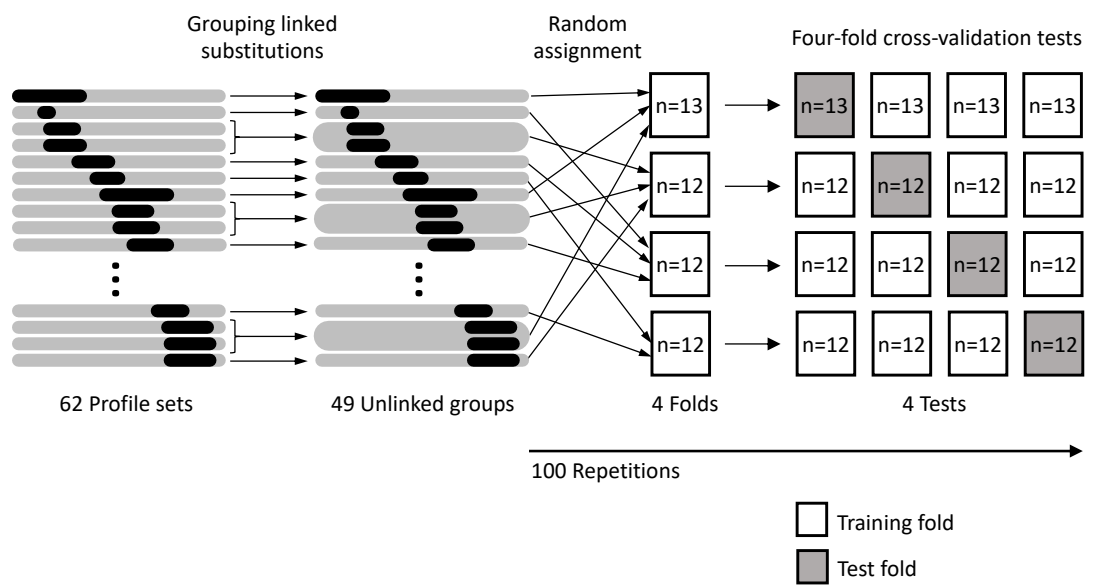 Grouping linked
substitutions
Random
assignment
Four-fold cross-validation tests
n=13
n=13 n=13 n=13 n=13
n=12
n=12 n=12 n=12 n=12
n=12
n=12 n=12 n=12 n=12
n=12
n=12 n=12 n=12 n=12
62 Profile sets
49 Unlinked groups
4 Folds
4 Tests
100 Repetitions
Training fold
Test fold